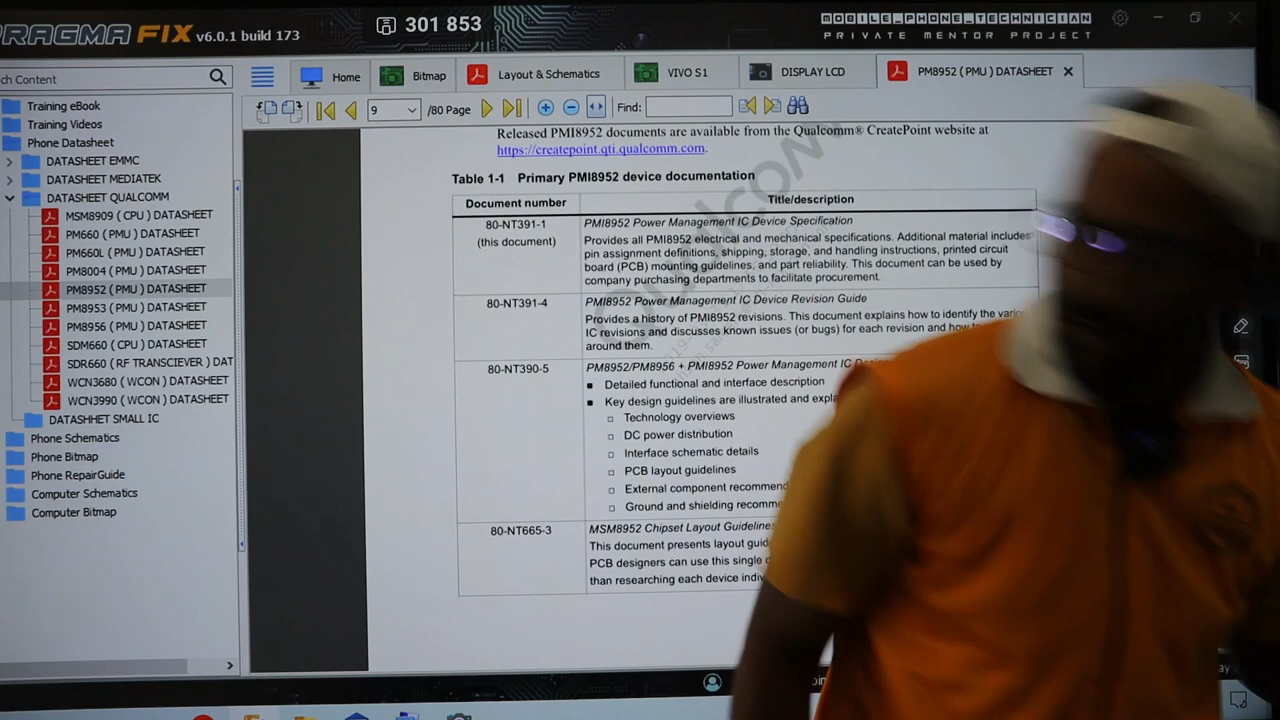 PRAGMA FIX v6.0.1 build 173
301 853
MOBILE_PHONE_TECHNICIAN
PRIVATE MENTOR PROJECT
ch Content
Home
Bitmap
Layout & Schematics
VIVO S1
DISPLAY LCD
PM8952 ( PMU ) DATASHEET
9
/80 Page
Find:
Training eBook
Training Videos
Phone Datasheet
DATASHEET EMMC
DATASHEET MEDIATEK
DATASHEET QUALCOMM
MSM8909 ( CPU ) DATASHEET
PM660 ( PMU ) DATASHEET
PM660L ( PMU ) DATASHEET
PM8004 ( PMU ) DATASHEET
PM8952 ( PMU ) DATASHEET
PM8953 ( PMU ) DATASHEET
PM8956 ( PMU ) DATASHEET
SDM660 ( CPU ) DATASHEET
SDR660 ( RF TRANSCIEVER ) DAT
WCN3680 ( WCON ) DATASHEET
WCN3990 ( WCON ) DATASHEET
DATASHHET SMALL IC
Phone Schematics
Phone Bitmap
Phone RepairGuide
Computer Schematics
Computer Bitmap
Released PMI8952 documents are available from the Qualcomm® CreatePoint website at
https://createpoint.qti.qualcomm.com.
Table 1-1 Primary PMI8952 device documentation
Document number
Title/description
80-NT391-1
(this document)
PMI8952 Power Management IC Device Specification
Provides all PMI8952 electrical and mechanical specifications. Additional material includes
pin assignment definitions, shipping, storage, and handling instructions, printed circuit
board (PCB) mounting guidelines, and part reliability. This document can be used by
company purchasing departments to facilitate procurement.
80-NT391-4
PMI8952 Power Management IC Device Revision Guide
Provides a history of PMI8952 revisions. This document explains how to identify the vari
IC revisions and discusses known issues (or bugs) for each revision and how
around them.
80-NT390-5
PM8952/PM8956 + PMI8952 Power Management IC
■ Detailed functional and interface description
■ Key design guidelines are illustrated and expla
□ Technology overviews
□ DC power distribution
□ Interface schematic details
□ PCB layout guidelines
□ External component recommen
□ Ground and shielding recomme
80-NT665-3
MSM8952 Chipset Layout Guidelines
This document presents layout guid
PCB designers can use this single
than researching each device indiv